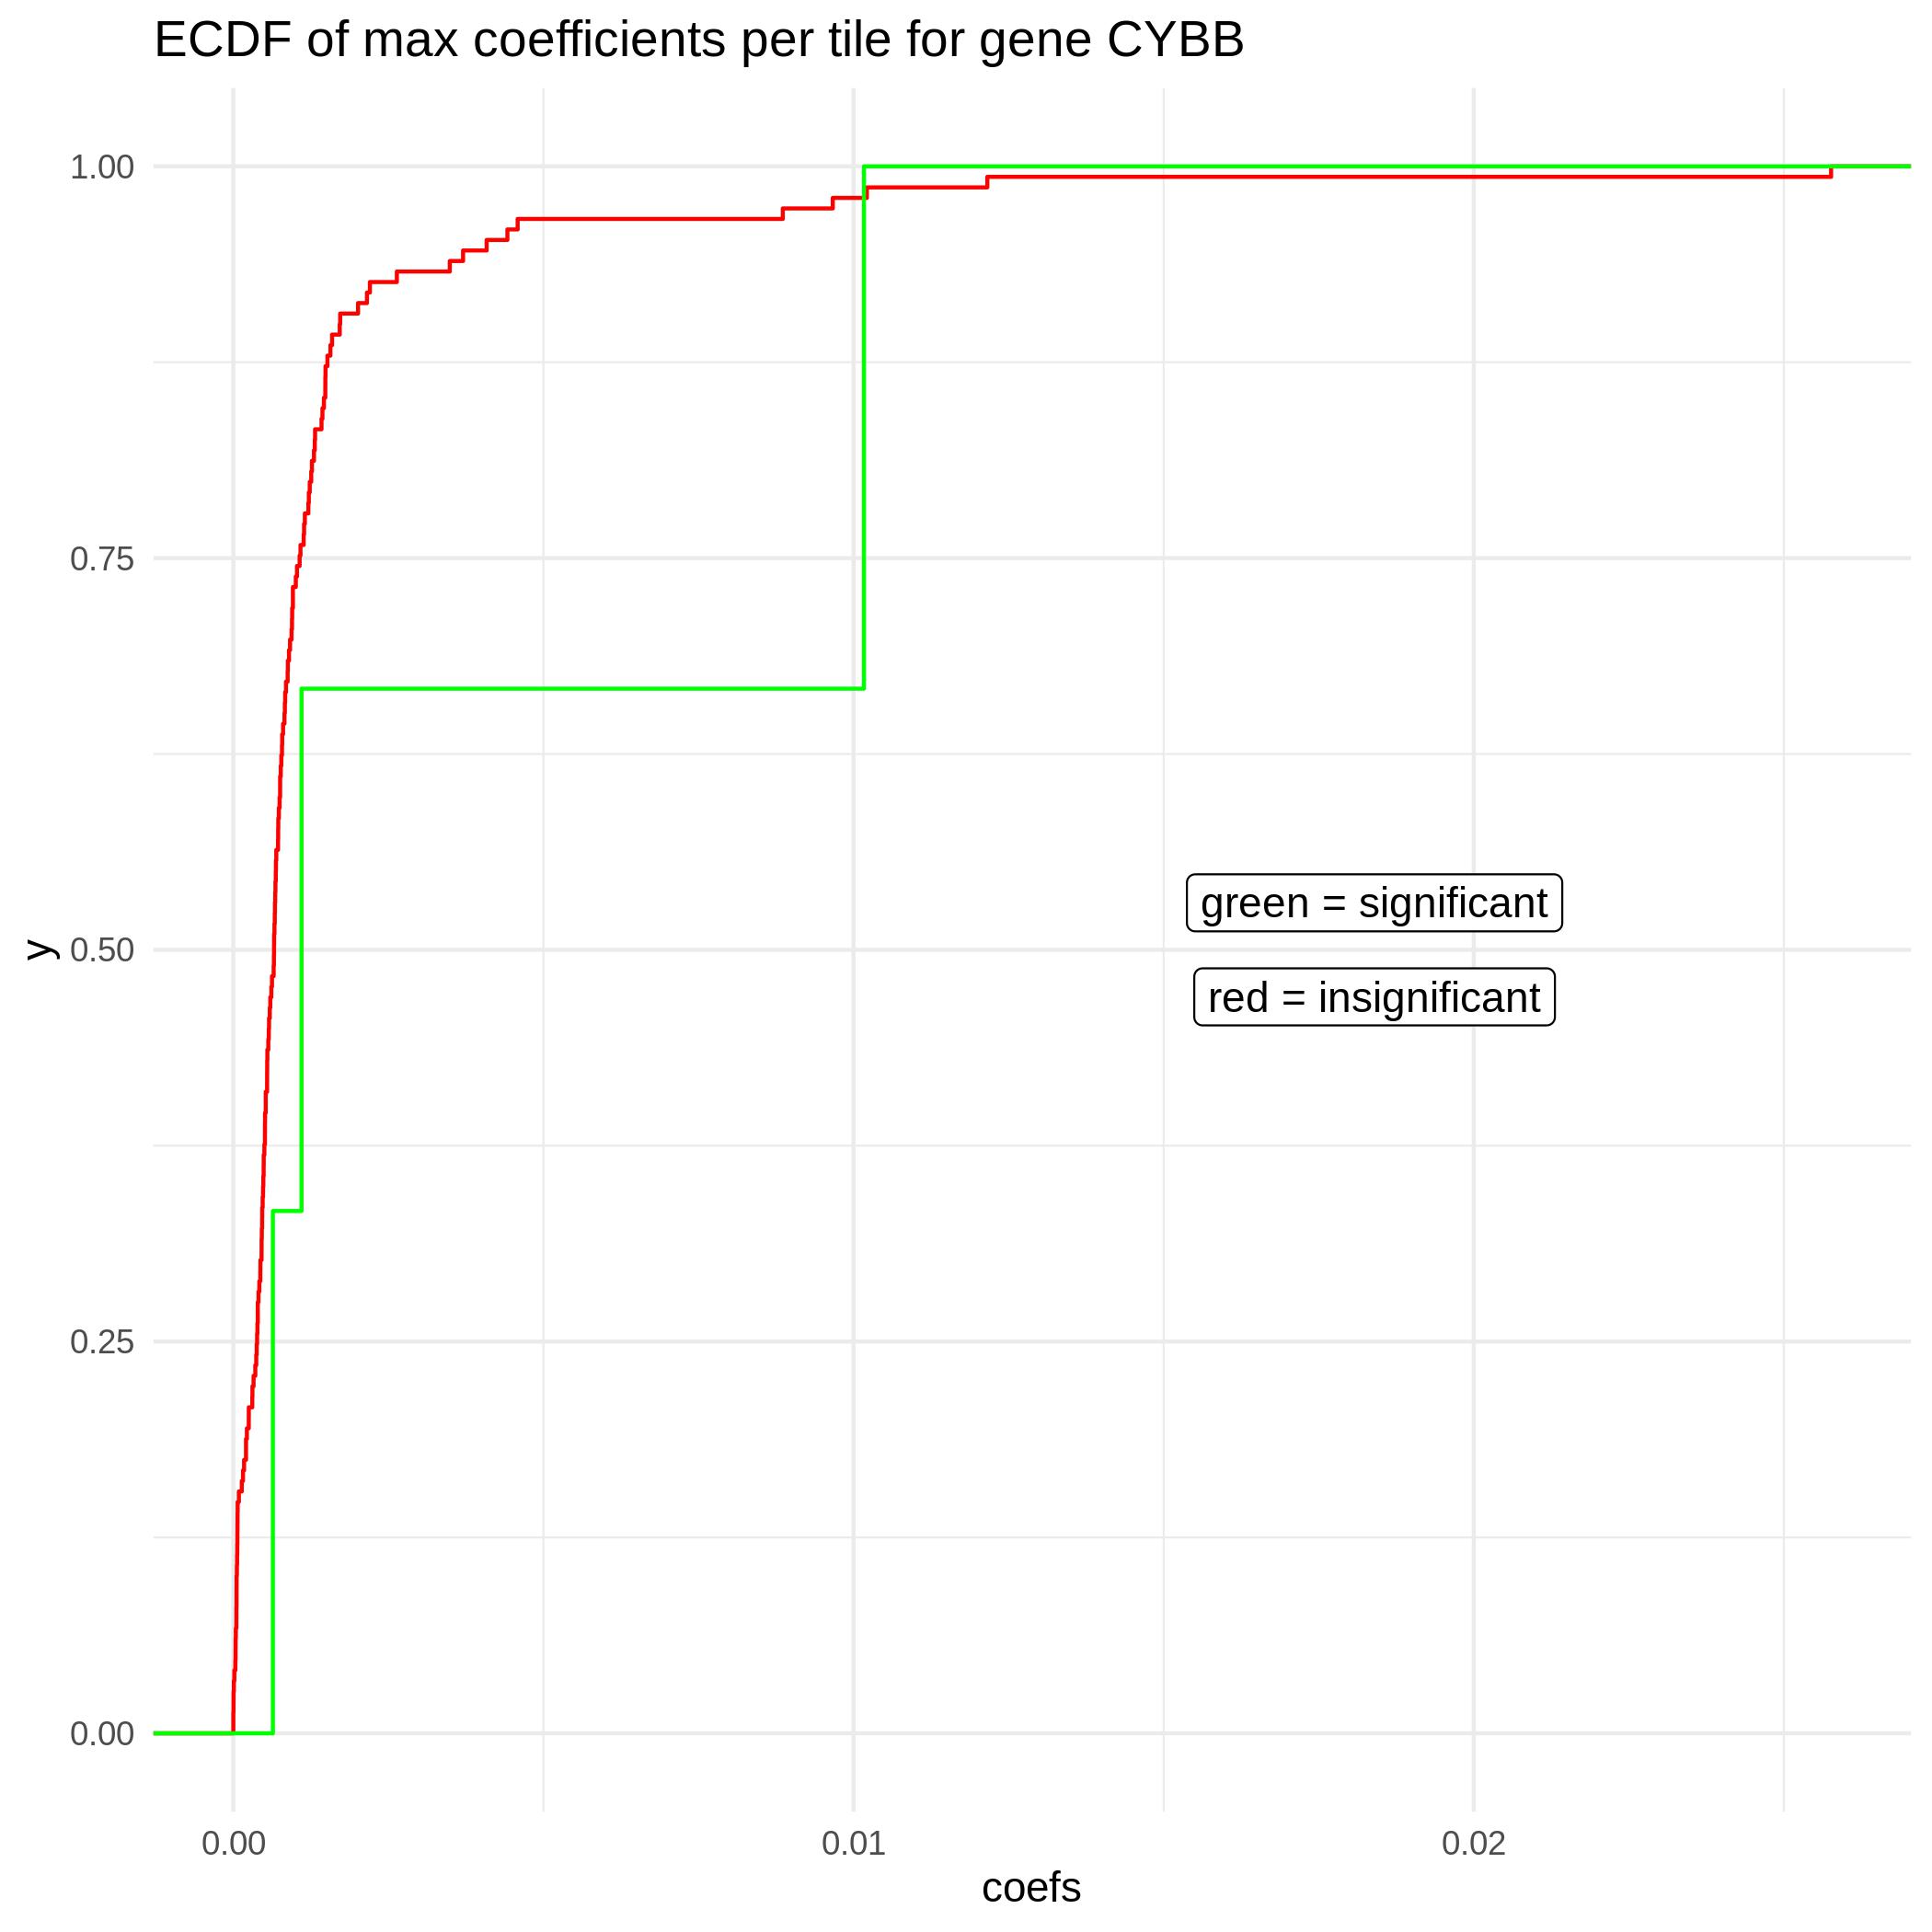 ECDF of max coefficients per tile for gene CYBB
1.00
0.75
0.50
0.25
0.00
y
green = significant
red = insignificant
0.00 0.01 0.02
coefs